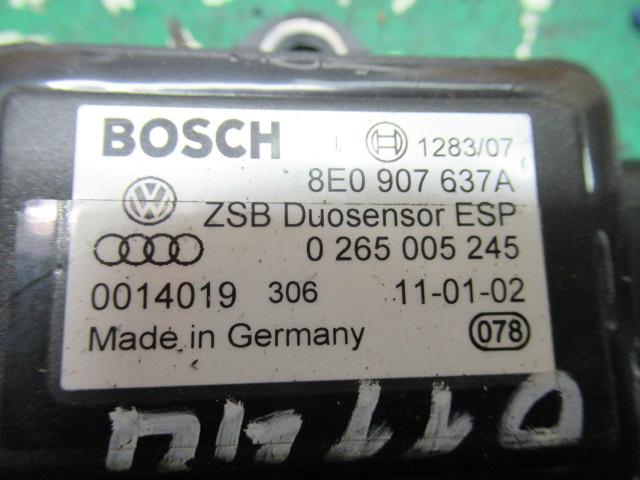 BOSCH 1283/07
8E0 907 637A
ZSB Duosensor ESP
0 265 005 245
0014019 306 11-01-02
Made in Germany 078